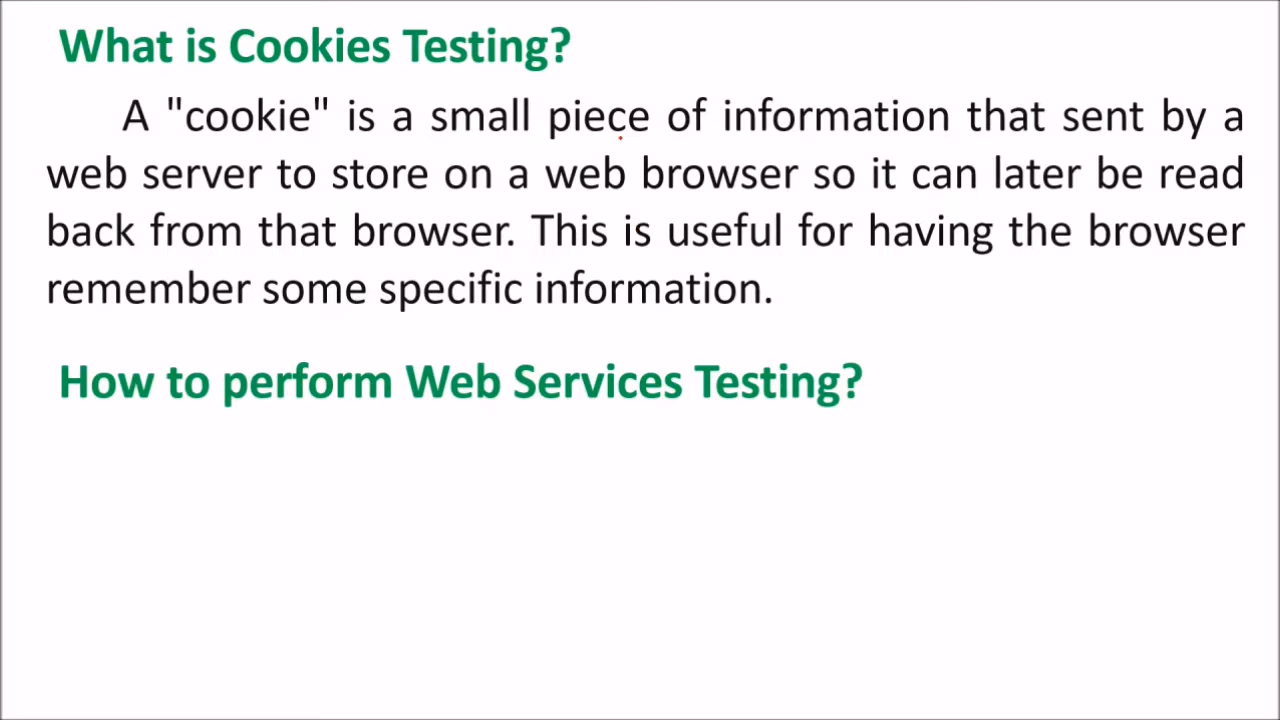 What is Cookies Testing?
A "cookie" is a small piece of information that sent by a
web server to store on a web browser so it can later be read
back from that browser. This is useful for having the browser
remember some specific information.
How to perform Web Services Testing?